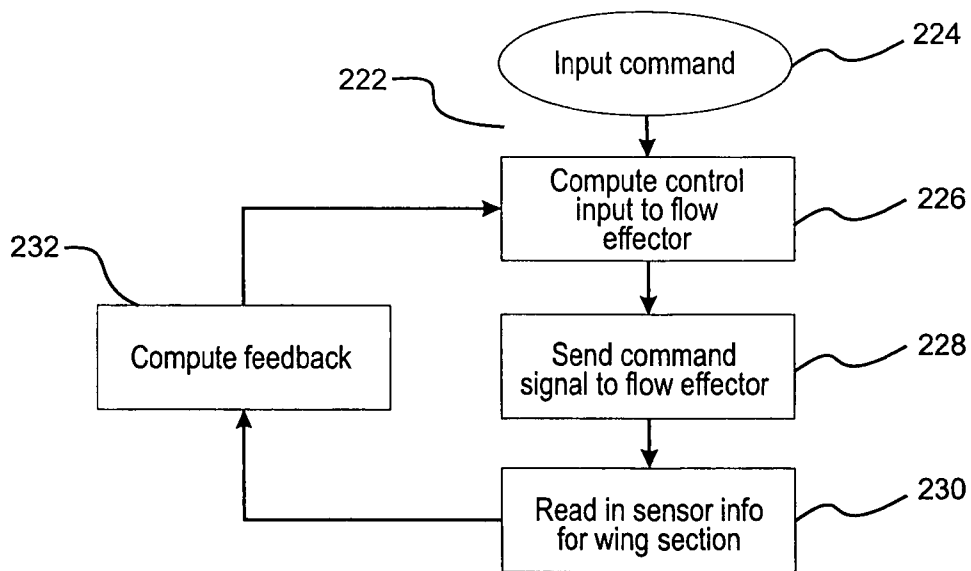 Input command
224
222
Compute control
input to flow
effector
226
232
Compute feedback
Send command
signal to flow effector
228
Read in sensor info
for wing section
230